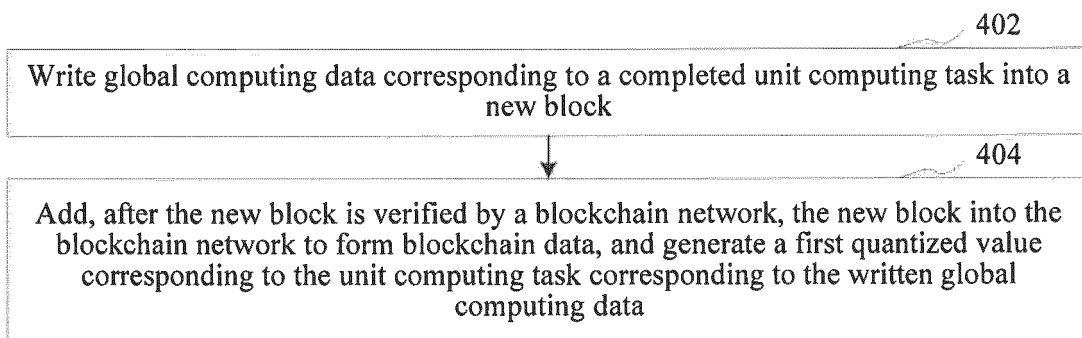 402
Write global computing data corresponding to a completed unit computing task into a
new block
404
Add, after the new block is verified by a blockchain network, the new block into the
blockchain network to form blockchain data, and generate a first quantized value
corresponding to the unit computing task corresponding to the written global
computing data